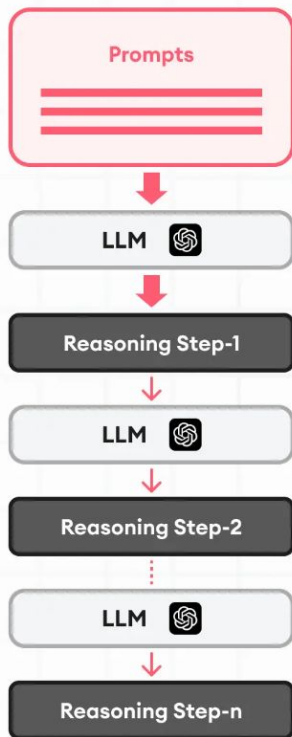 Prompts
LLM
Reasoning Step-1
LLM
Reasoning Step-2
LLM
Reasoning Step-n